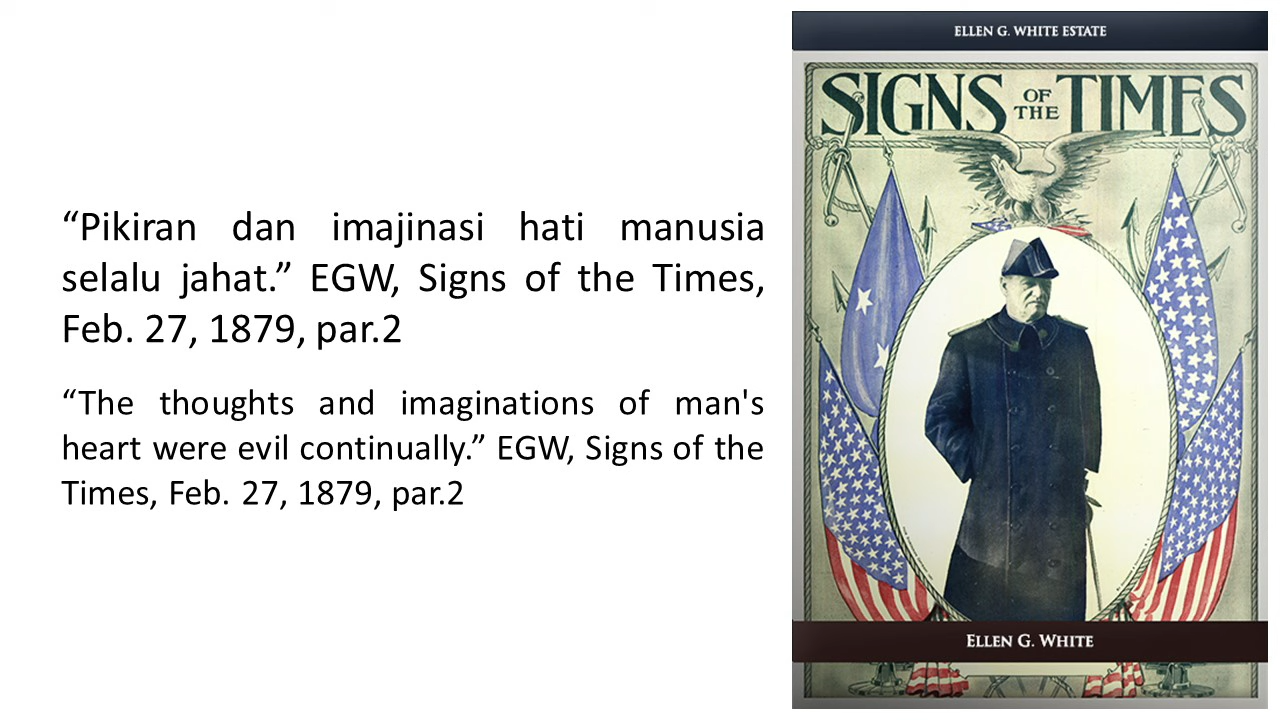 “Pikiran dan imajinasi hati manusia
selalu jahat.” EGW, Signs of the Times,
Feb. 27, 1879, par.2
“The thoughts and imaginations of man's
heart were evil continually.” EGW, Signs of the
Times, Feb. 27, 1879, par.2
ELLEN G. WHITE ESTATE
SIGNS OF THE TIMES
ELLEN G. WHITE